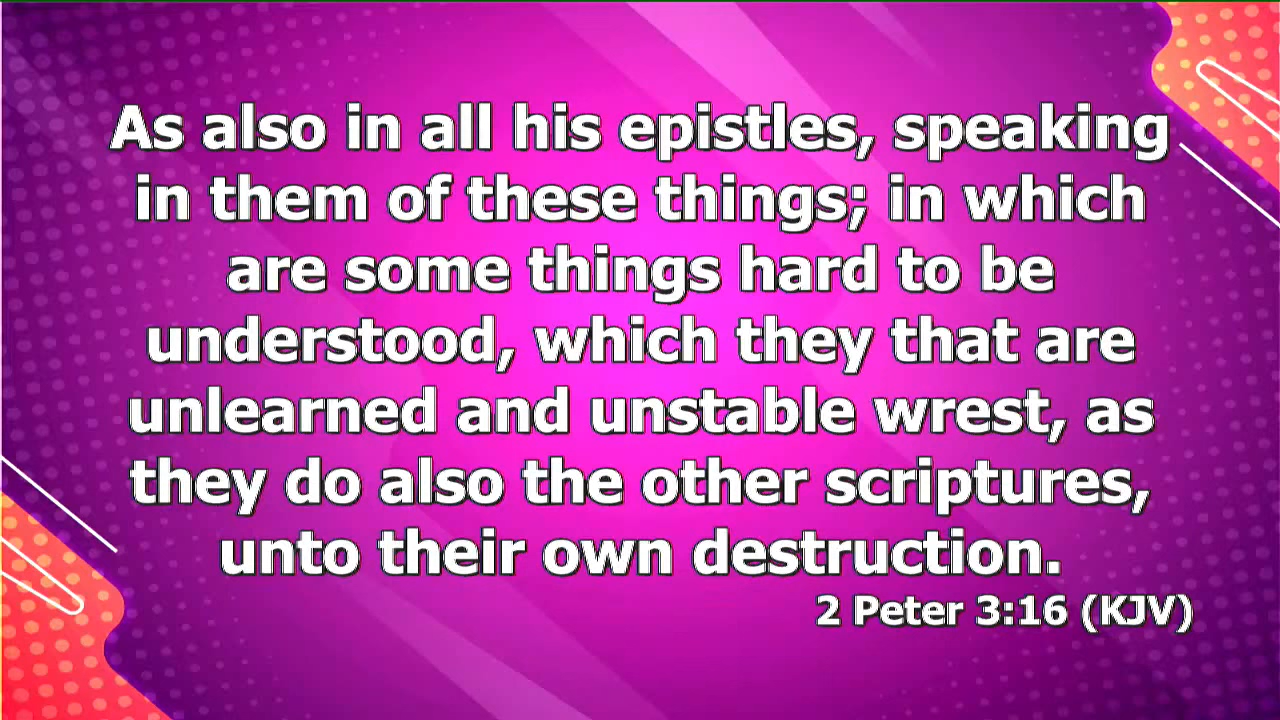 As also in all his epistles, speaking
in them of these things; in which
are some things hard to be
understood, which they that are
unlearned and unstable wrest, as
they do also the other scriptures,
unto their own destruction.
2 Peter 3:16 (KJV)